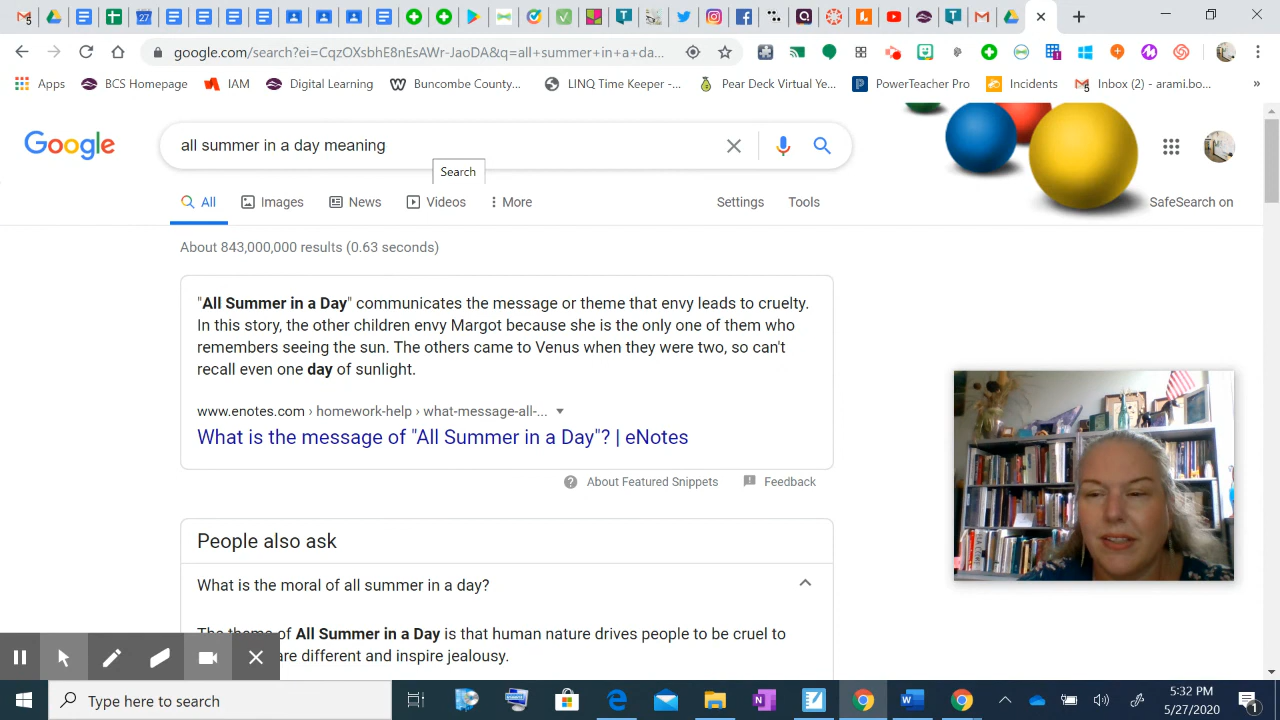 google.com/search?ei=CqzOXsbhE8nEsAWr-JaoDA&q=all+summer+in+a+da...
Apps BCS Homepage IAM Digital Learning Buncombe County... LINQ Time Keeper -... Pear Deck Virtual Ye... PowerTeacher Pro Incidents Inbox (2) - arami.bo... »
Google
all summer in a day meaning
Search
All Images News Videos More Settings Tools SafeSearch on
About 843,000,000 results (0.63 seconds)
"All Summer in a Day" communicates the message or theme that envy leads to cruelty.
In this story, the other children envy Margot because she is the only one of them who
remembers seeing the sun. The others came to Venus when they were two, so can't
recall even one day of sunlight.
www.enotes.com › homework-help › what-message-all-...
What is the message of "All Summer in a Day"? | eNotes
About Featured Snippets Feedback
People also ask
What is the moral of all summer in a day?
The theme of All Summer in a Day is that human nature drives people to be cruel to
are different and inspire jealousy.
Type here to search
5:32 PM
5/27/2020